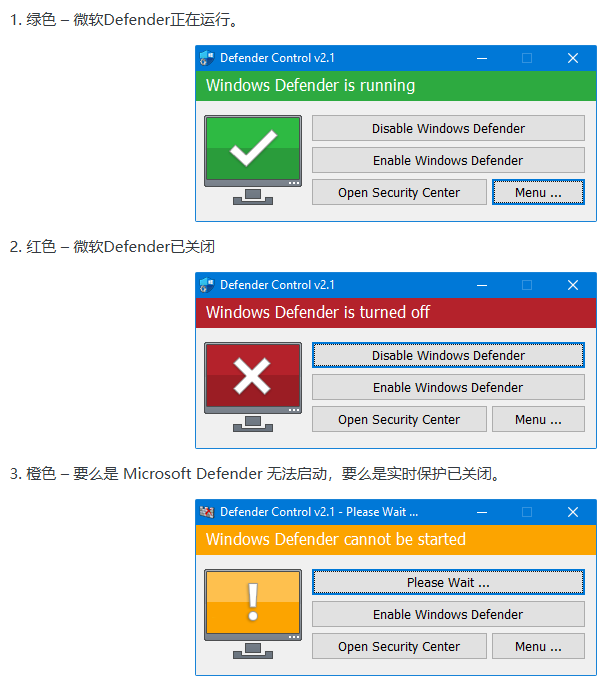 1. 绿色 – 微软Defender正在运行。
Defender Control v2.1
Windows Defender is running
Disable Windows Defender
Enable Windows Defender
Open Security Center Menu ...
2. 红色 – 微软Defender已关闭
Defender Control v2.1
Windows Defender is turned off
Disable Windows Defender
Enable Windows Defender
Open Security Center Menu ...
3. 橙色 – 要么是 Microsoft Defender 无法启动，要么是实时保护已关闭。
Defender Control v2.1 - Please Wait ...
Windows Defender cannot be started
Please Wait ...
Enable Windows Defender
Open Security Center Menu ...